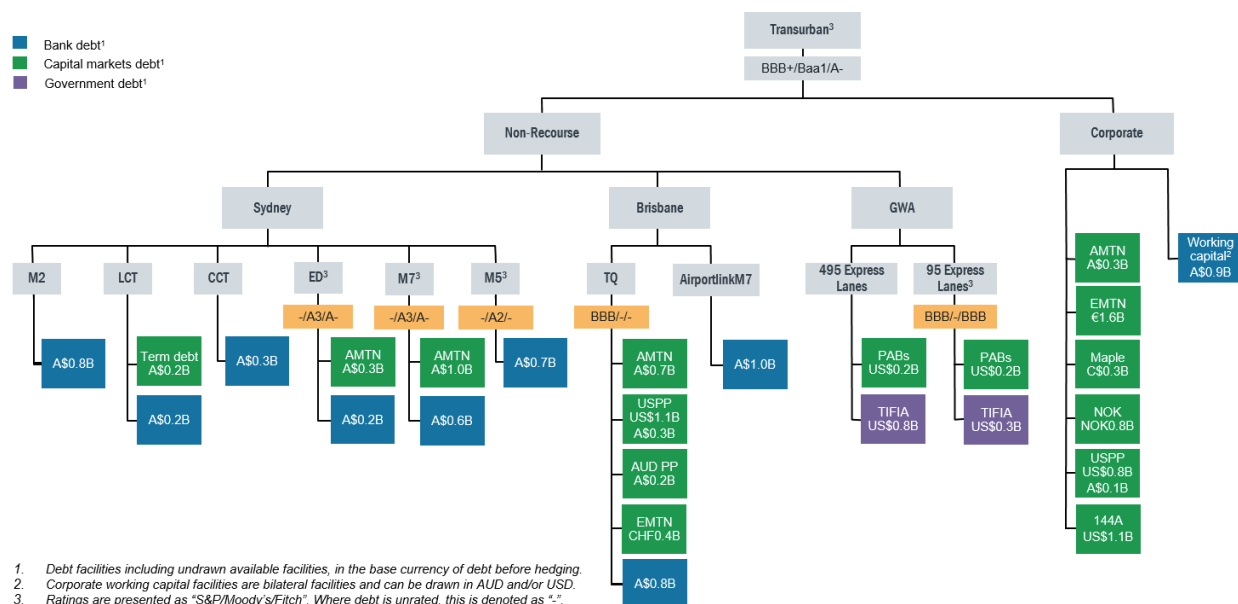 Transurban³
Bank debt¹
Capital markets debt¹
Government debt¹
BBB+/Baa1/A-
Non-Recourse
Corporate
Sydney
Brisbane
GWA
M2
LCT
CCT
ED³
M7³
M5³
TQ
AirportlinkM7
495 Express
Lanes
95 Express
Lanes³
AMTN
A$0.3B
Working
capital²
A$0.9B
-/A3/A-
-/A3/A-
-/A2/-
BBB/-/-
BBB/-/BBB
EMTN
€1.6B
A$0.8B
Term debt
A$0.2B
A$0.3B
AMTN
A$0.3B
AMTN
A$1.0B
A$0.7B
AMTN
A$0.7B
A$1.0B
PABs
US$0.2B
PABs
US$0.2B
Maple
C$0.3B
A$0.2B
A$0.2B
A$0.6B
USPP
US$1.1B
A$0.3B
TIFIA
US$0.8B
TIFIA
US$0.3B
NOK
NOK0.8B
AUD PP
A$0.2B
USPP
US$0.8B
A$0.1B
EMTN
CHF0.4B
144A
US$1.1B
A$0.8B
1. Debt facilities including undrawn available facilities, in the base currency of debt before hedging.
2. Corporate working capital facilities are bilateral facilities and can be drawn in AUD and/or USD.
3. Ratings are presented as “S&P/Moody’s/Fitch”. Where debt is unrated, this is denoted as “-”.